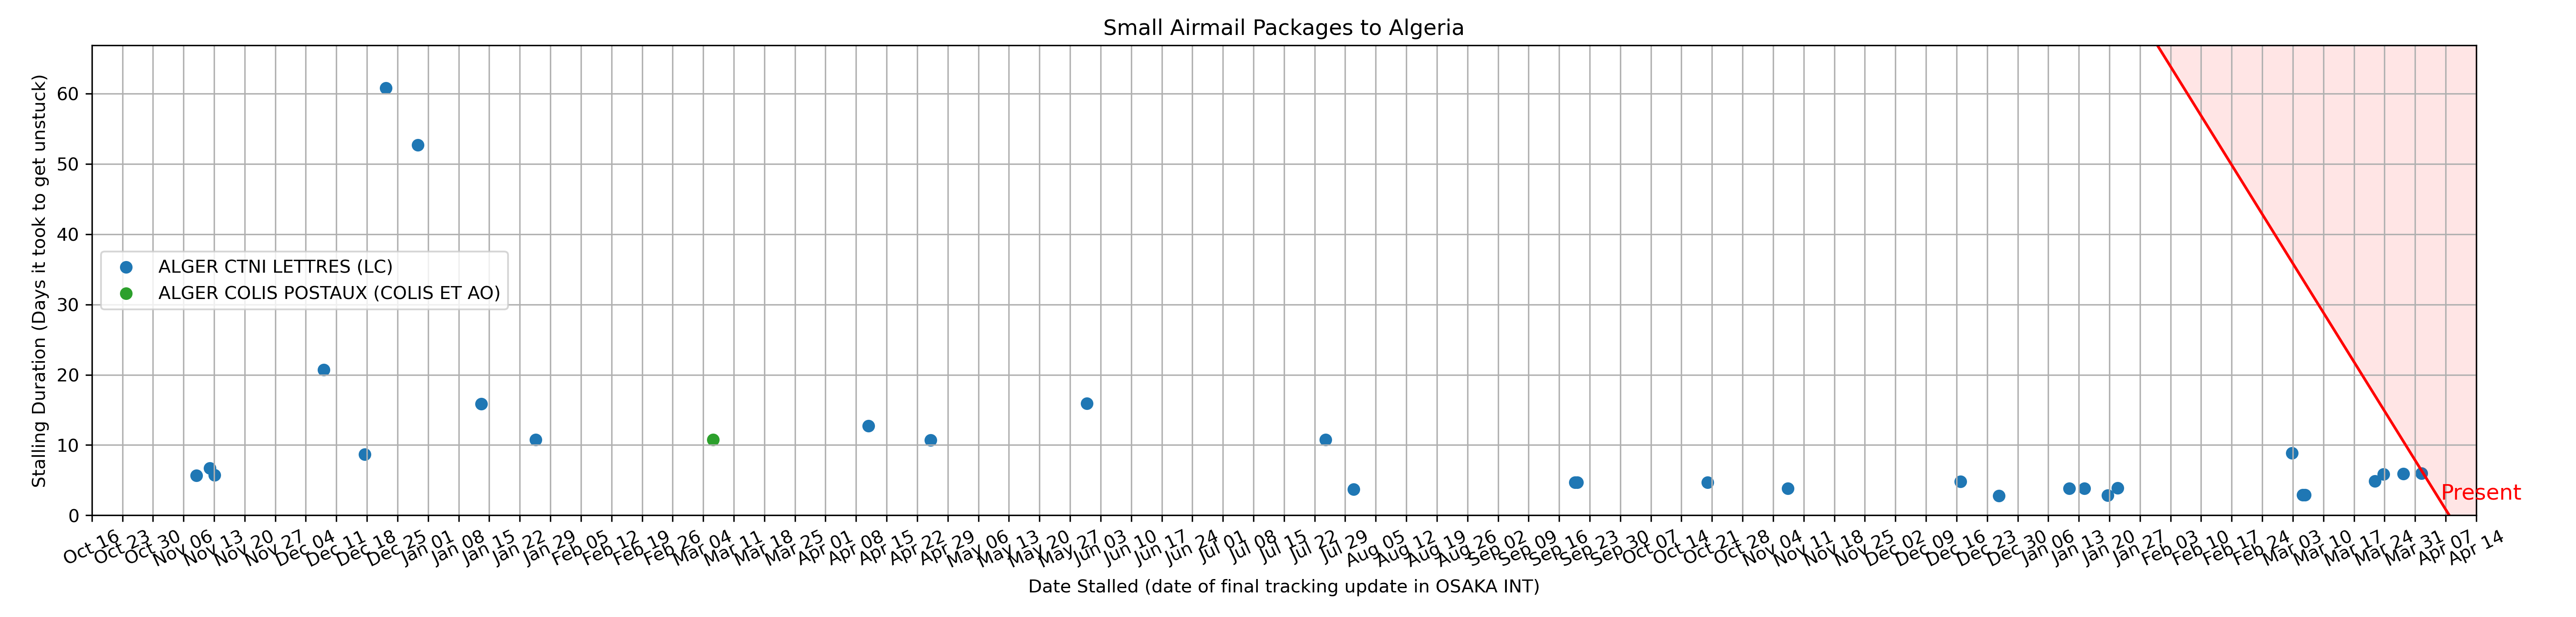 Small Airmail Packages to Algeria
Stalling Duration (Days it took to get unstuck)
60
50
40
30
20
10
0
ALGER CTNI LETTRES (LC)
ALGER COLIS POSTAUX (COLIS ET AO)
Present
Oct 16 Oct 23 Oct 30 Nov 06 Nov 13 Nov 20 Nov 27 Dec 04 Dec 11 Dec 18 Dec 25 Jan 01 Jan 08 Jan 15 Jan 22 Jan 29 Feb 05 Feb 12 Feb 19 Feb 26 Mar 04 Mar 11 Mar 18 Mar 25 Apr 01 Apr 08 Apr 15 Apr 22 Apr 29 May 06 May 13 May 20 May 27 Jun 03 Jun 10 Jun 17 Jun 24 Jul 01 Jul 08 Jul 15 Jul 22 Jul 29 Aug 05 Aug 12 Aug 19 Aug 26 Sep 02 Sep 09 Sep 16 Sep 23 Sep 30 Oct 07 Oct 14 Oct 21 Oct 28 Nov 04 Nov 11 Nov 18 Nov 25 Dec 02 Dec 09 Dec 16 Dec 23 Dec 30 Jan 06 Jan 13 Jan 20 Jan 27 Feb 03 Feb 10 Feb 17 Feb 24 Mar 03 Mar 10 Mar 17 Mar 24 Mar 31 Apr 07 Apr 14
Date Stalled (date of final tracking update in OSAKA INT)